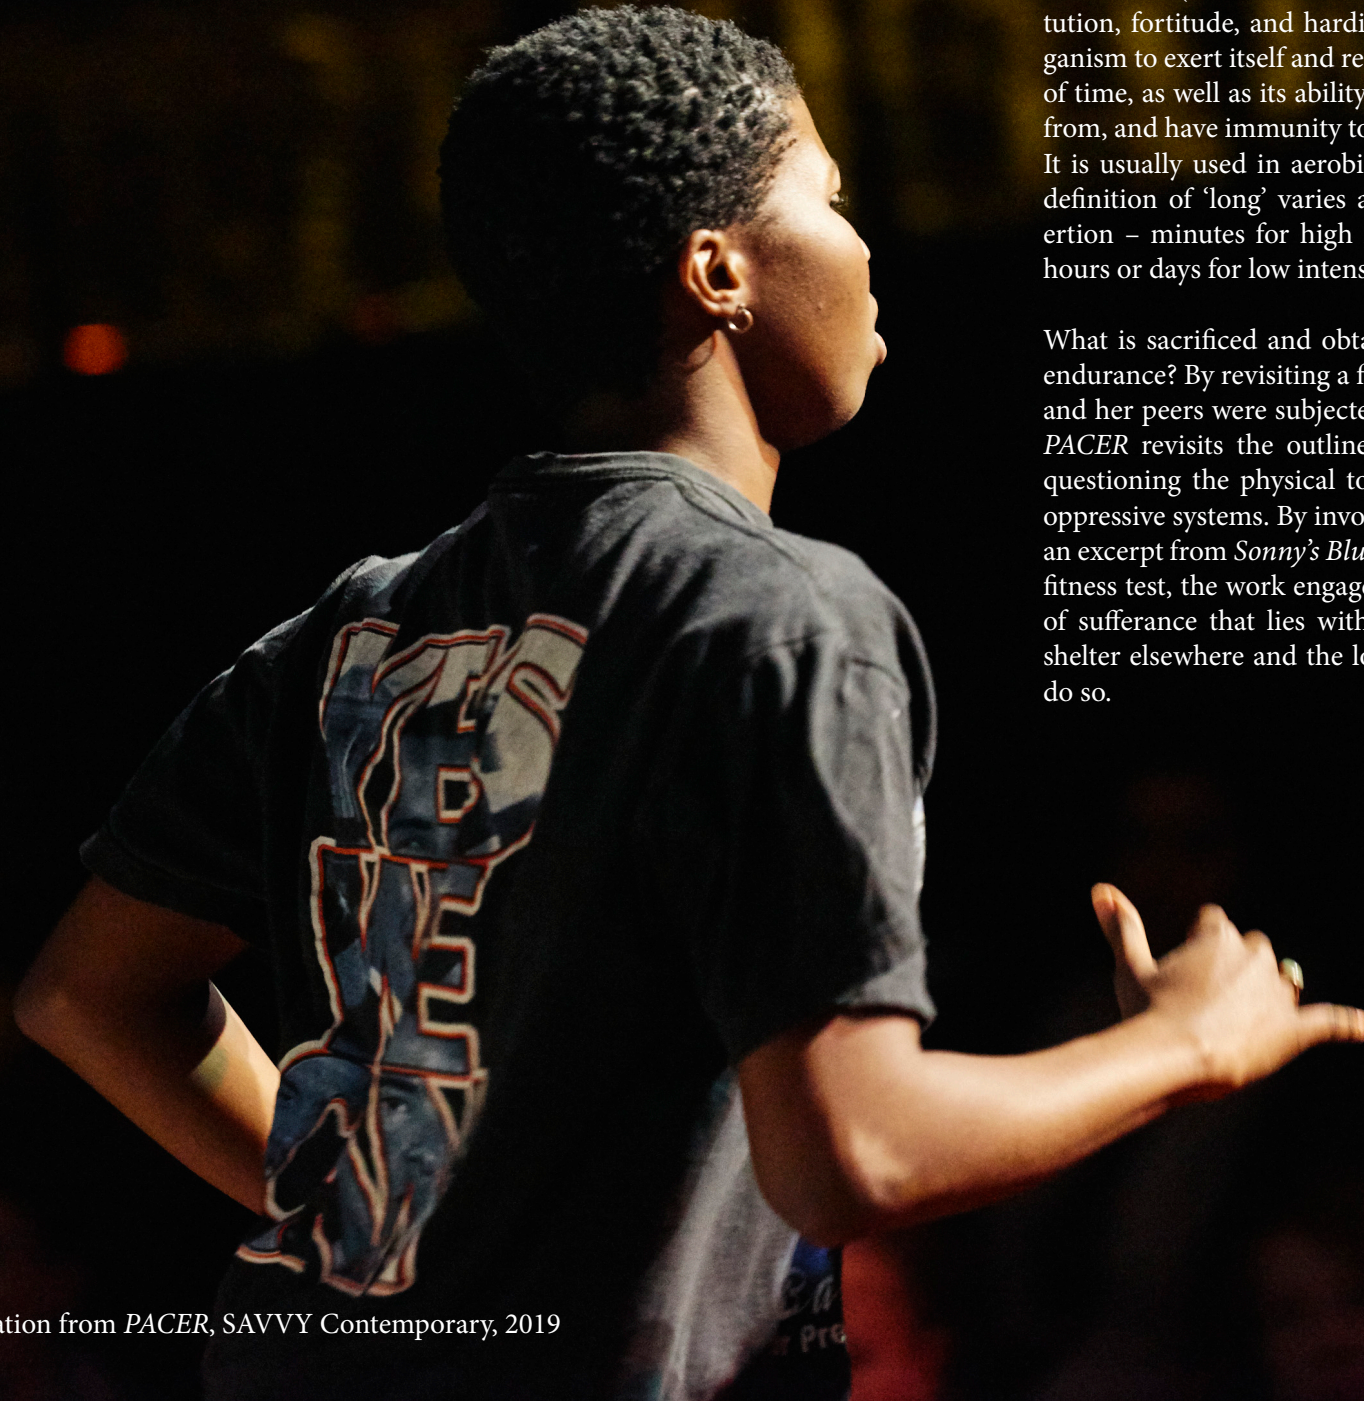 tution, fortitude, and hardi
ganism to exert itself and re
of time, as well as its ability
from, and have immunity to
It is usually used in aerobi
definition of ‘long’ varies a
ertion – minutes for high
hours or days for low intens
What is sacrificed and obta
endurance? By revisiting a f
and her peers were subjecte
PACER revisits the outline
questioning the physical to
oppressive systems. By invo
an excerpt from Sonny’s Blu
fitness test, the work engage
of sufferance that lies with
shelter elsewhere and the lo
do so.
ation from PACER, SAVVY Contemporary, 2019